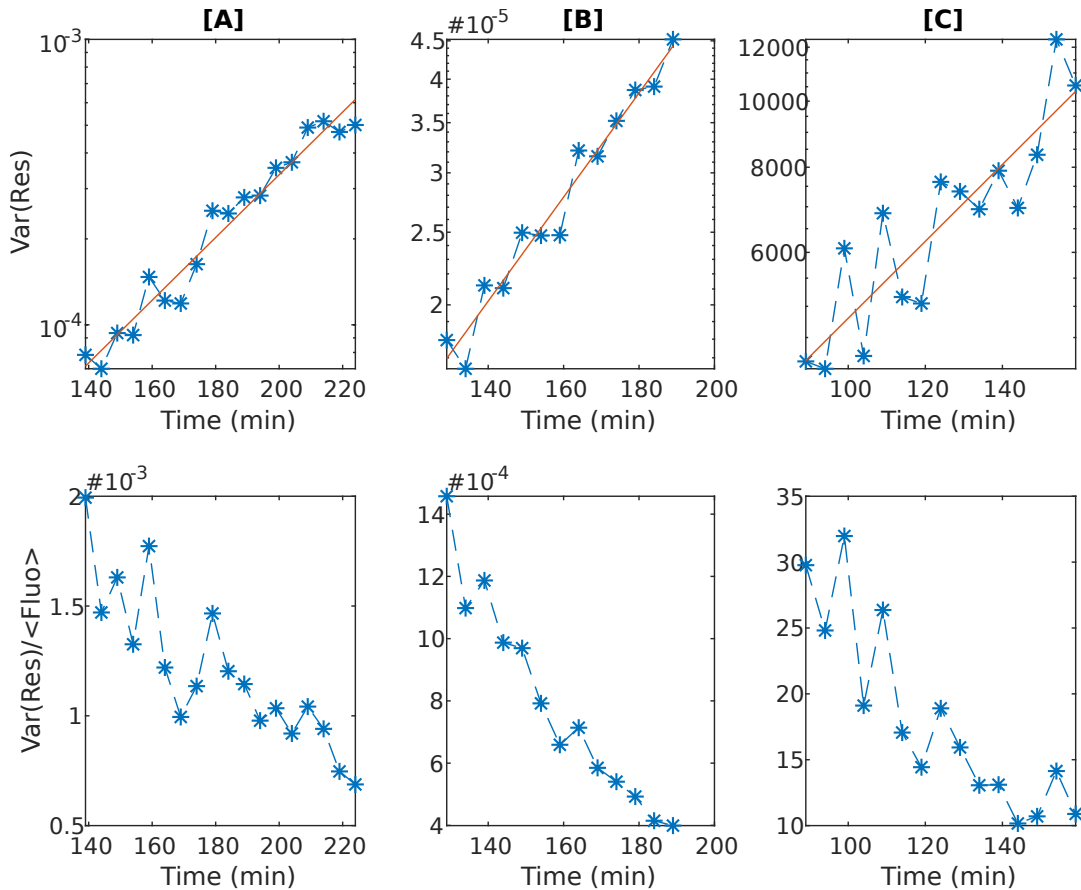 [A] [B] [C]
Var(Res)
10^-3
10^-4
140 160 180 200 220
Time (min)
#10^-5
4.5
3.5
2.5
2
140 160 180 200
Time (min)
12000
10000
8000
6000
100 120 140
Time (min)
Var(Res)/<Fluo>
#10^-3
2
1.5
1
0.5
140 160 180 200 220
Time (min)
#10^-4
14
12
10
8
6
4
140 160 180 200
Time (min)
35
30
25
20
15
10
100 120 140
Time (min)